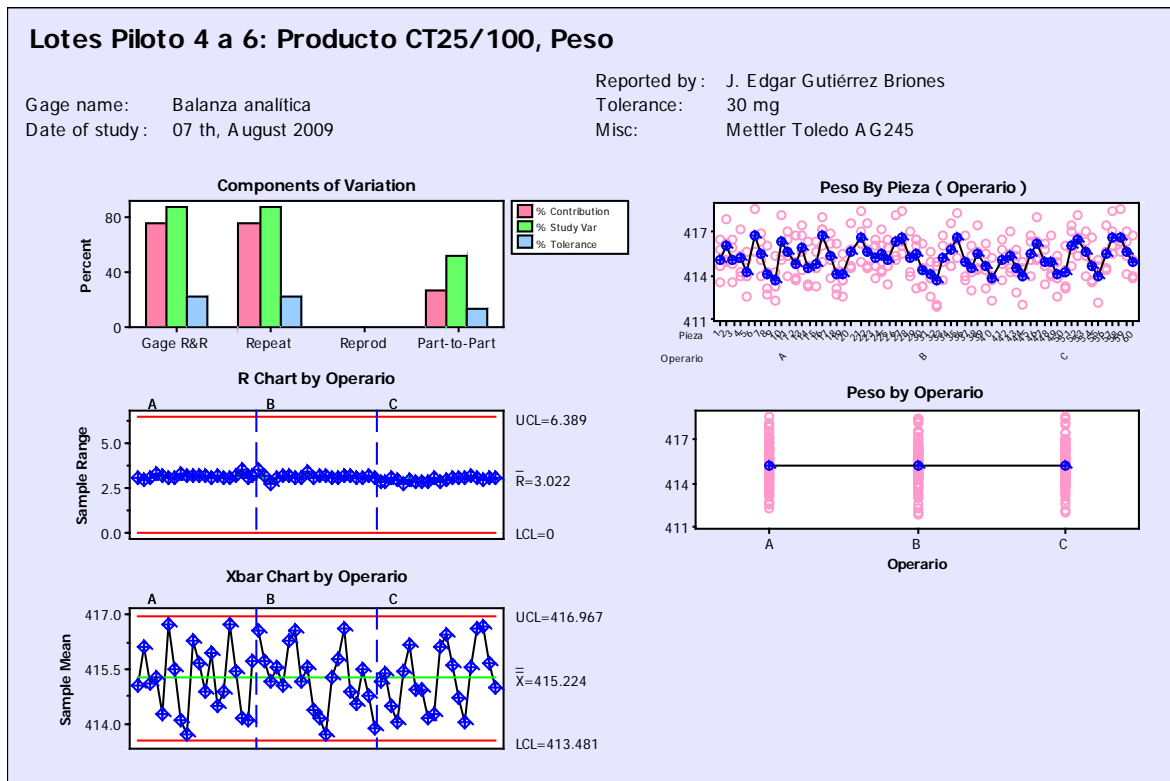 Lotes Piloto 4 a 6: Producto CT25/100, Peso
Gage name: Balanza analítica
Date of study: 07 th, August 2009
Reported by: J. Edgar Gutiérrez Briones
Tolerance: 30 mg
Misc: Mettler Toledo AG245
Components of Variation
% Contribution
% Study Var
% Tolerance
Percent
80
40
0
Gage R&R Repeat Reprod Part-to-Part
R Chart by Operario
A B C
Sample Range
5.0
2.5
0.0
UCL=6.389
R̄=3.022
LCL=0
Xbar Chart by Operario
A B C
Sample Mean
417.0
415.5
414.0
UCL=416.967
X̿=415.224
LCL=413.481
Peso By Pieza ( Operario )
417
414
411
Pieza
Operario
A B C
Peso by Operario
417
414
411
A B C
Operario